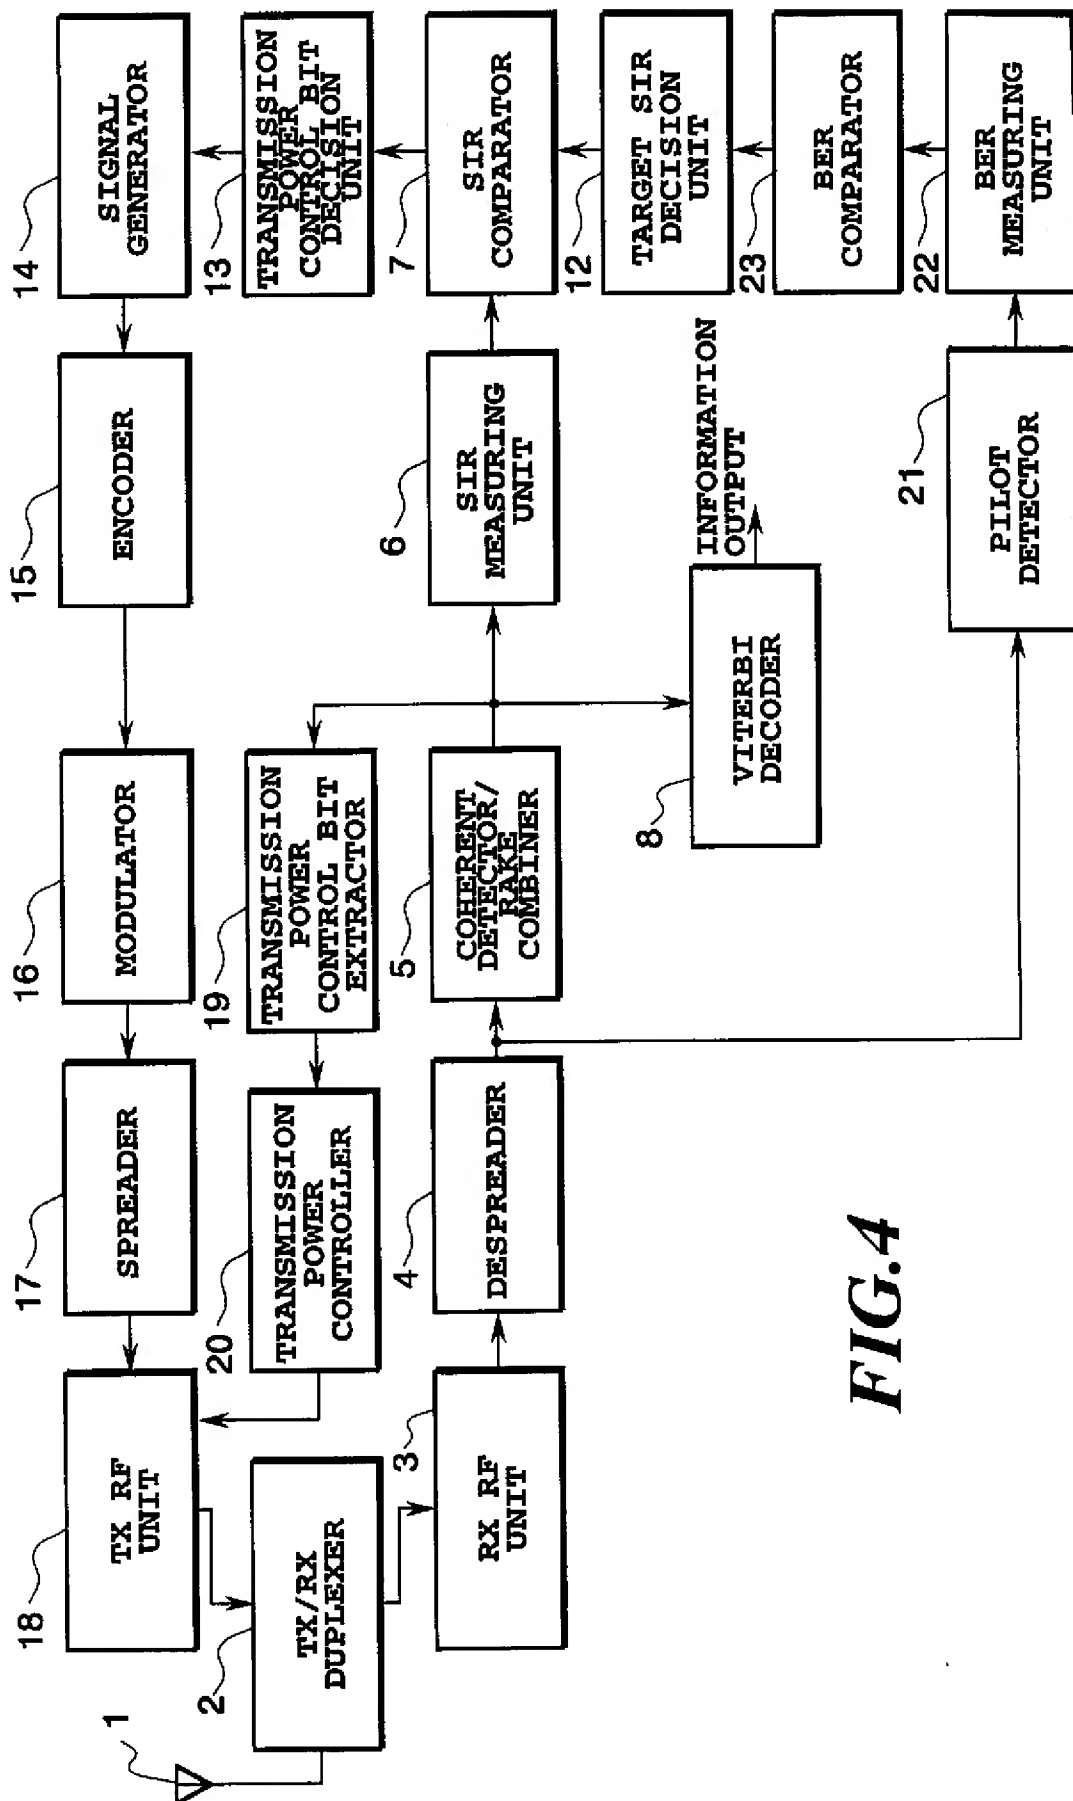 1
2
TX/RX
DUPLEXER
18
TX RF
UNIT
17
SPREADER
16
MODULATOR
15
ENCODER
14
SIGNAL
GENERATOR
20
TRANSMISSION
POWER
CONTROLLER
19
TRANSMISSION
POWER
CONTROL BIT
EXTRACTOR
13
TRANSMISSION
POWER
CONTROL BIT
DECISION
UNIT
3
RX RF
UNIT
4
DESPREADER
5
COHERENT
DETECTOR/
RAKE
COMBINER
6
SIR
MEASURING
UNIT
7
SIR
COMPARATOR
12
TARGET SIR
DECISION
UNIT
8
VITERBI
DECODER
INFORMATION
OUTPUT
23
BER
COMPARATOR
21
PILOT
DETECTOR
22
BER
MEASURING
UNIT
FIG.4